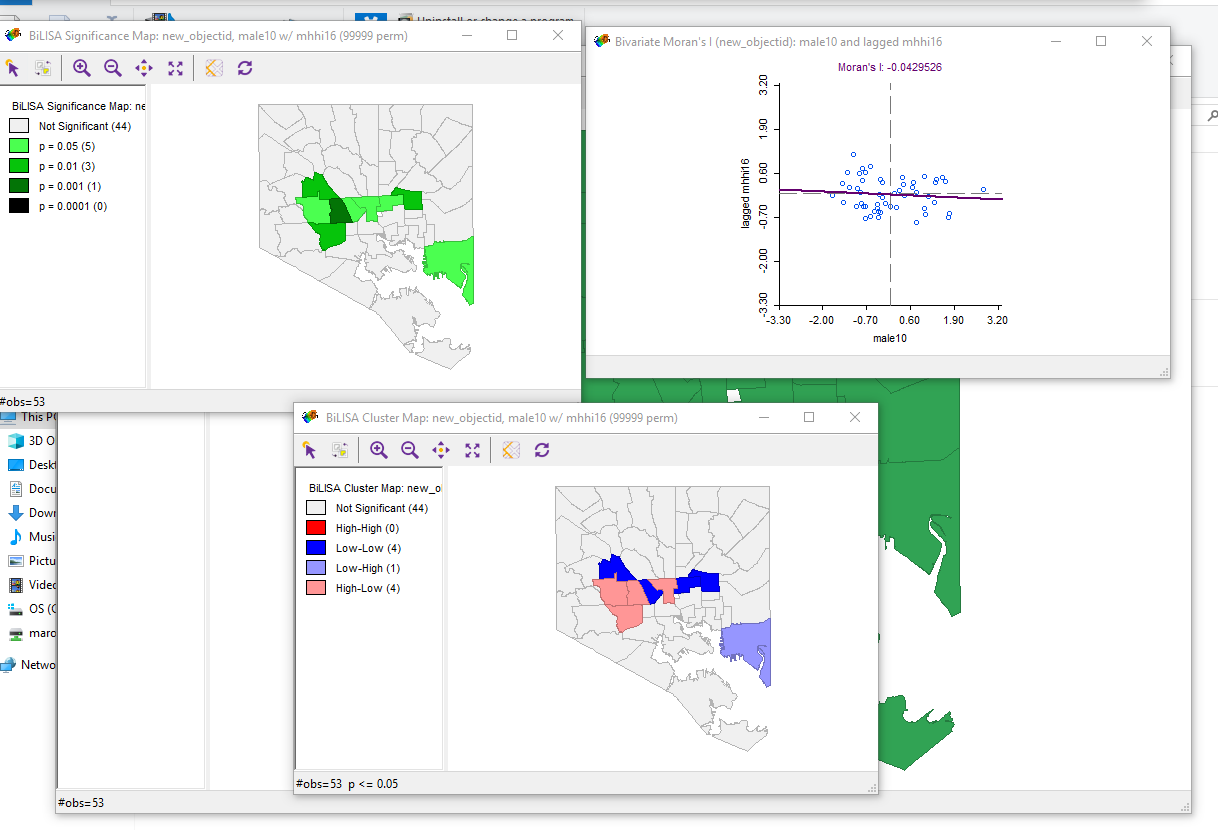 Uninstall or change a program
BiLISA Significance Map: new_objectid, male10 w/ mhhi16 (99999 perm)
BiLISA Significance Map: ne
Not Significant (44)
p = 0.05 (5)
p = 0.01 (3)
p = 0.001 (1)
p = 0.0001 (0)
#obs=53
Bivariate Moran's I (new_objectid): male10 and lagged mhhi16
Moran's I: -0.0429526
lagged mhhi16
3.20
1.90
0.60
-0.70
-2.00
-3.30
-3.30 -2.00 -0.70 0.60 1.90 3.20
male10
This PC
3D O
Deskt
Docu
Down
Musi
Pictu
Videc
OS (C
marc
Netwo
BiLISA Cluster Map: new_objectid, male10 w/ mhhi16 (99999 perm)
BiLISA Cluster Map: new_o
Not Significant (44)
High-High (0)
Low-Low (4)
Low-High (1)
High-Low (4)
#obs=53 p <= 0.05
#obs=53